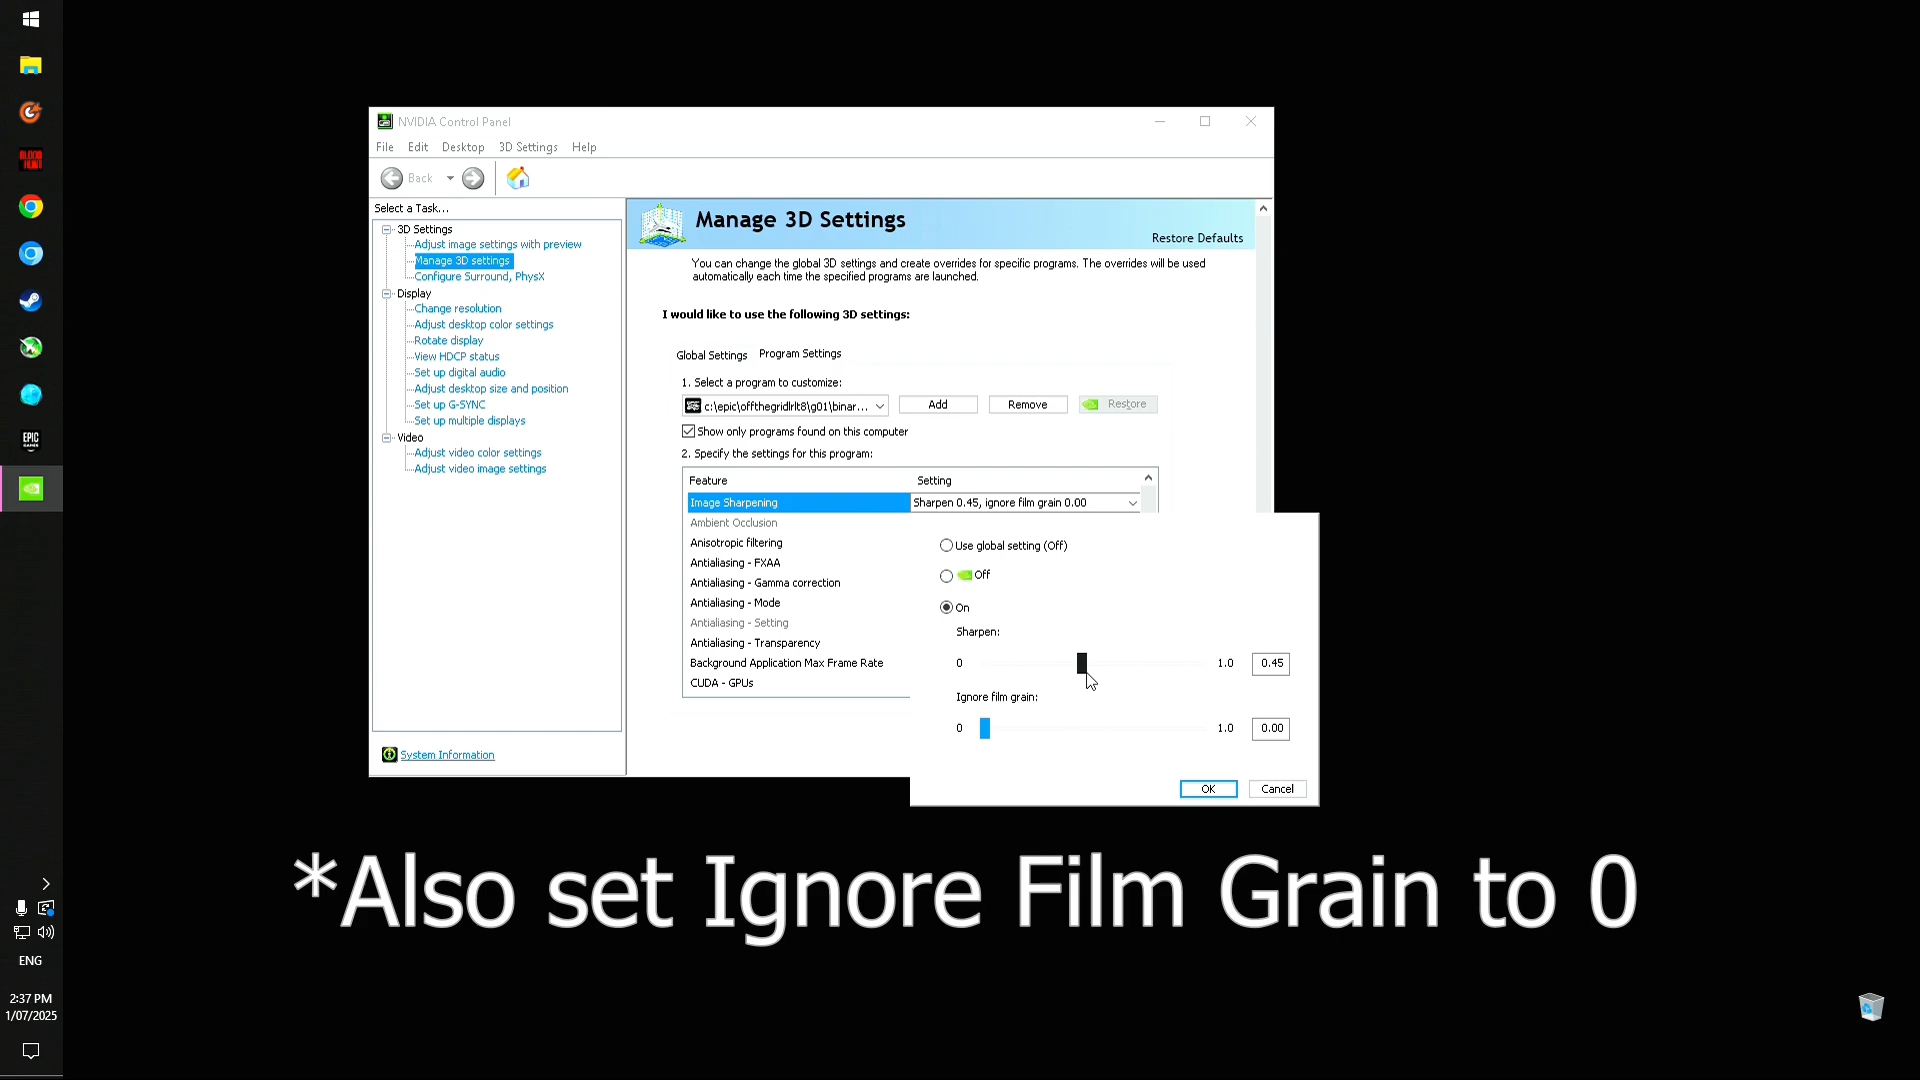 NVIDIA Control Panel
File Edit Desktop 3D Settings Help
Back
Select a Task...
3D Settings
Adjust image settings with preview
Manage 3D settings
Configure Surround, PhysX
Display
Change resolution
Adjust desktop color settings
Rotate display
View HDCP status
Set up digital audio
Adjust desktop size and position
Set up G-SYNC
Set up multiple displays
Video
Adjust video color settings
Adjust video image settings
System Information
Manage 3D Settings
Restore Defaults
You can change the global 3D settings and create overrides for specific programs. The overrides will be used
automatically each time the specified programs are launched.
I would like to use the following 3D settings:
Global Settings Program Settings
1. Select a program to customize:
c:\epic\offthegridlrlt8\g01\binar... Add Remove Restore
Show only programs found on this computer
2. Specify the settings for this program:
Feature Setting
Image Sharpening Sharpen 0.45, ignore film grain 0.00
Ambient Occlusion
Anisotropic filtering
Antialiasing - FXAA
Antialiasing - Gamma correction
Antialiasing - Mode
Antialiasing - Setting
Antialiasing - Transparency
Background Application Max Frame Rate
CUDA - GPUs
Use global setting (Off)
Off
On
Sharpen:
0 1.0 0.45
Ignore film grain:
0 1.0 0.00
OK Cancel
*Also set Ignore Film Grain to 0
BLOOD
HUNT
EPIC
GAMES
ENG
2:37 PM
1/07/2025